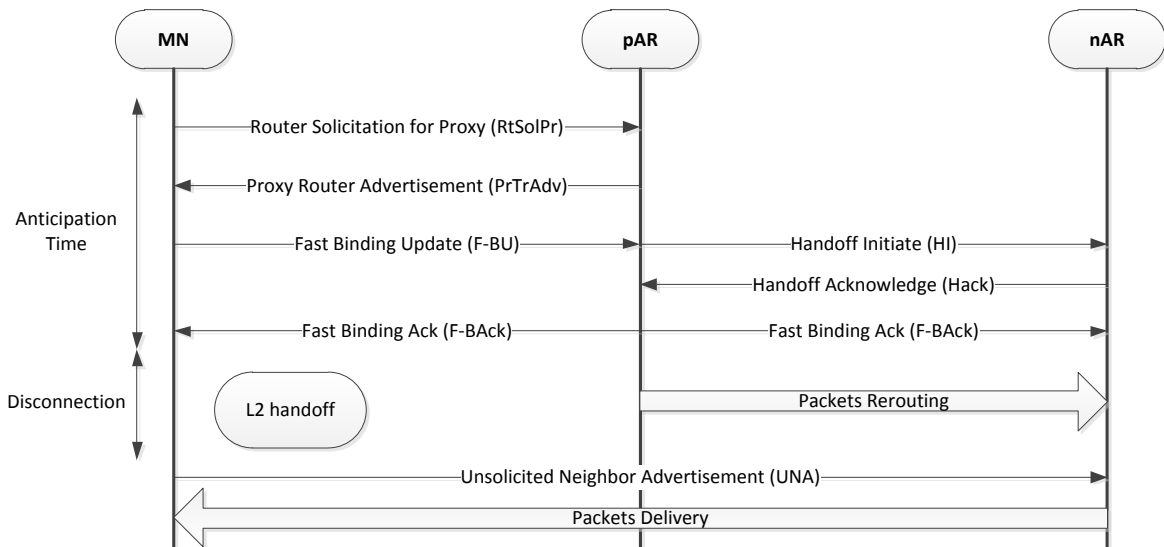 MN
pAR
nAR
Router Solicitation for Proxy (RtSolPr)
Proxy Router Advertisement (PrTrAdv)
Anticipation
Time
Fast Binding Update (F-BU)
Handoff Initiate (HI)
Handoff Acknowledge (Hack)
Fast Binding Ack (F-BAck)
Fast Binding Ack (F-BAck)
Disconnection
L2 handoff
Packets Rerouting
Unsolicited Neighbor Advertisement (UNA)
Packets Delivery